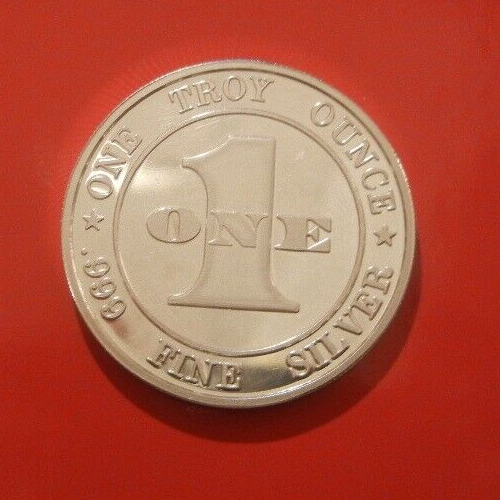 ONE TROY OUNCE
1
ONE
.999 FINE SILVER